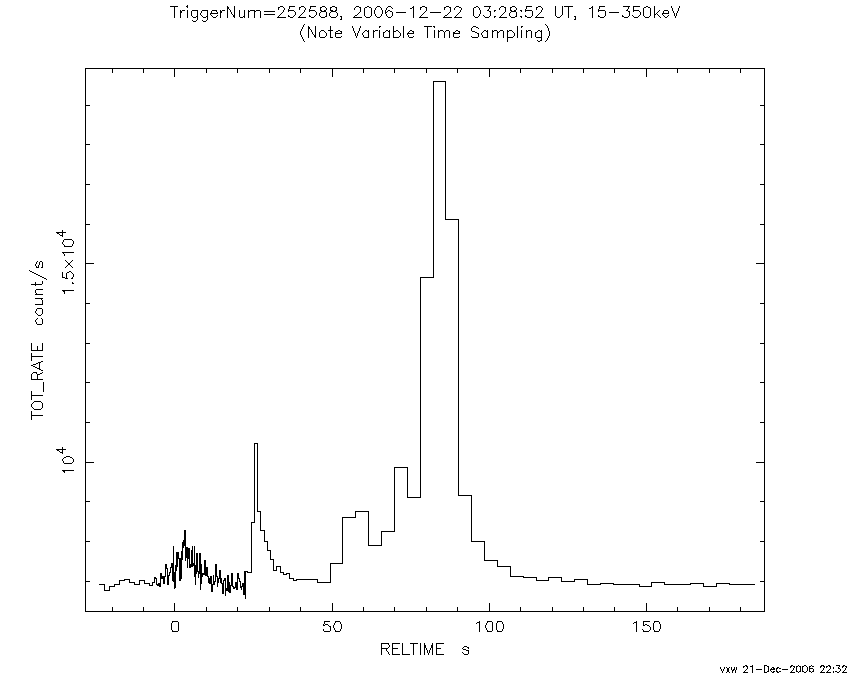 TriggerNum=252588, 2006-12-22 03:28:52 UT, 15-350keV
(Note Variable Time Sampling)
TOT_RATE count/s
1.5×10⁴
10⁴
0 50 100 150
RELTIME s
vxw 21-Dec-2006 22:32